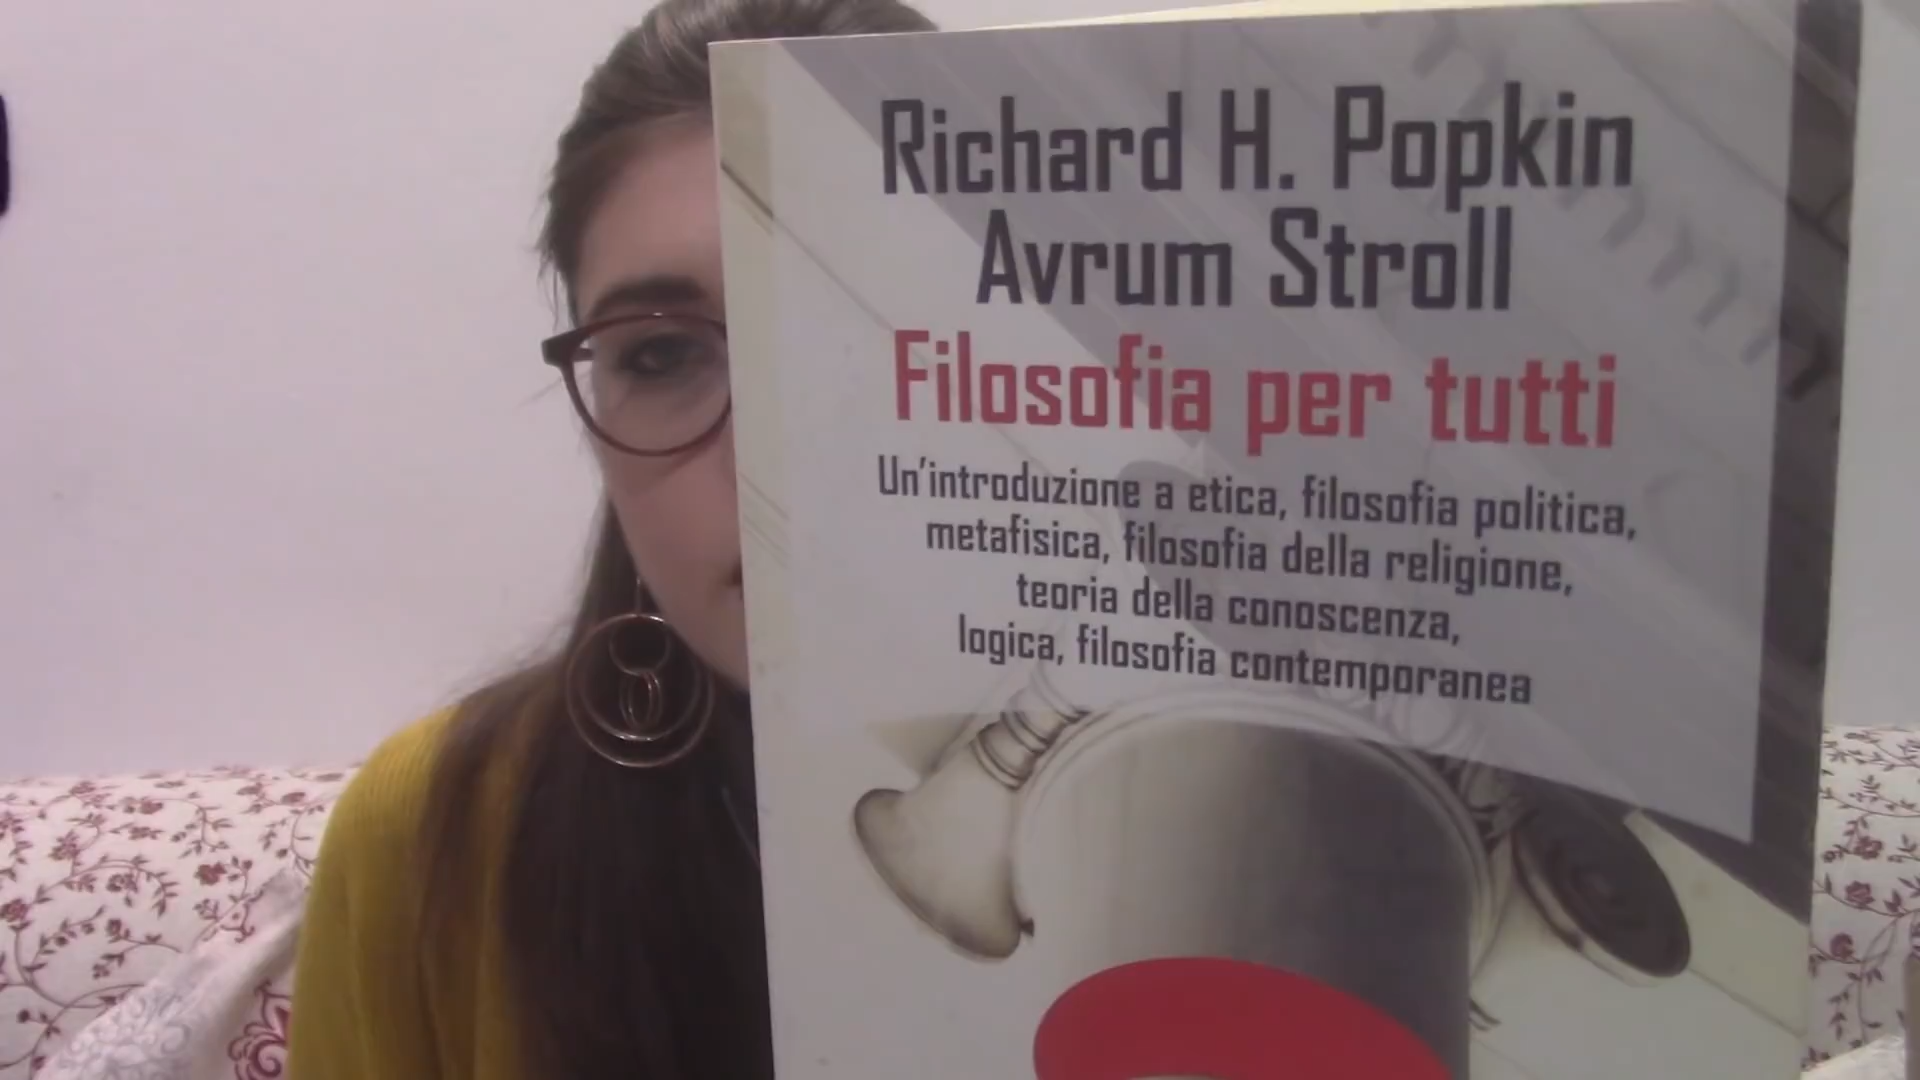 Richard H. Popkin
Avrum Stroll
Filosofia per tutti
Un'introduzione a etica, filosofia politica,
metafisica, filosofia della religione,
teoria della conoscenza,
logica, filosofia contemporanea